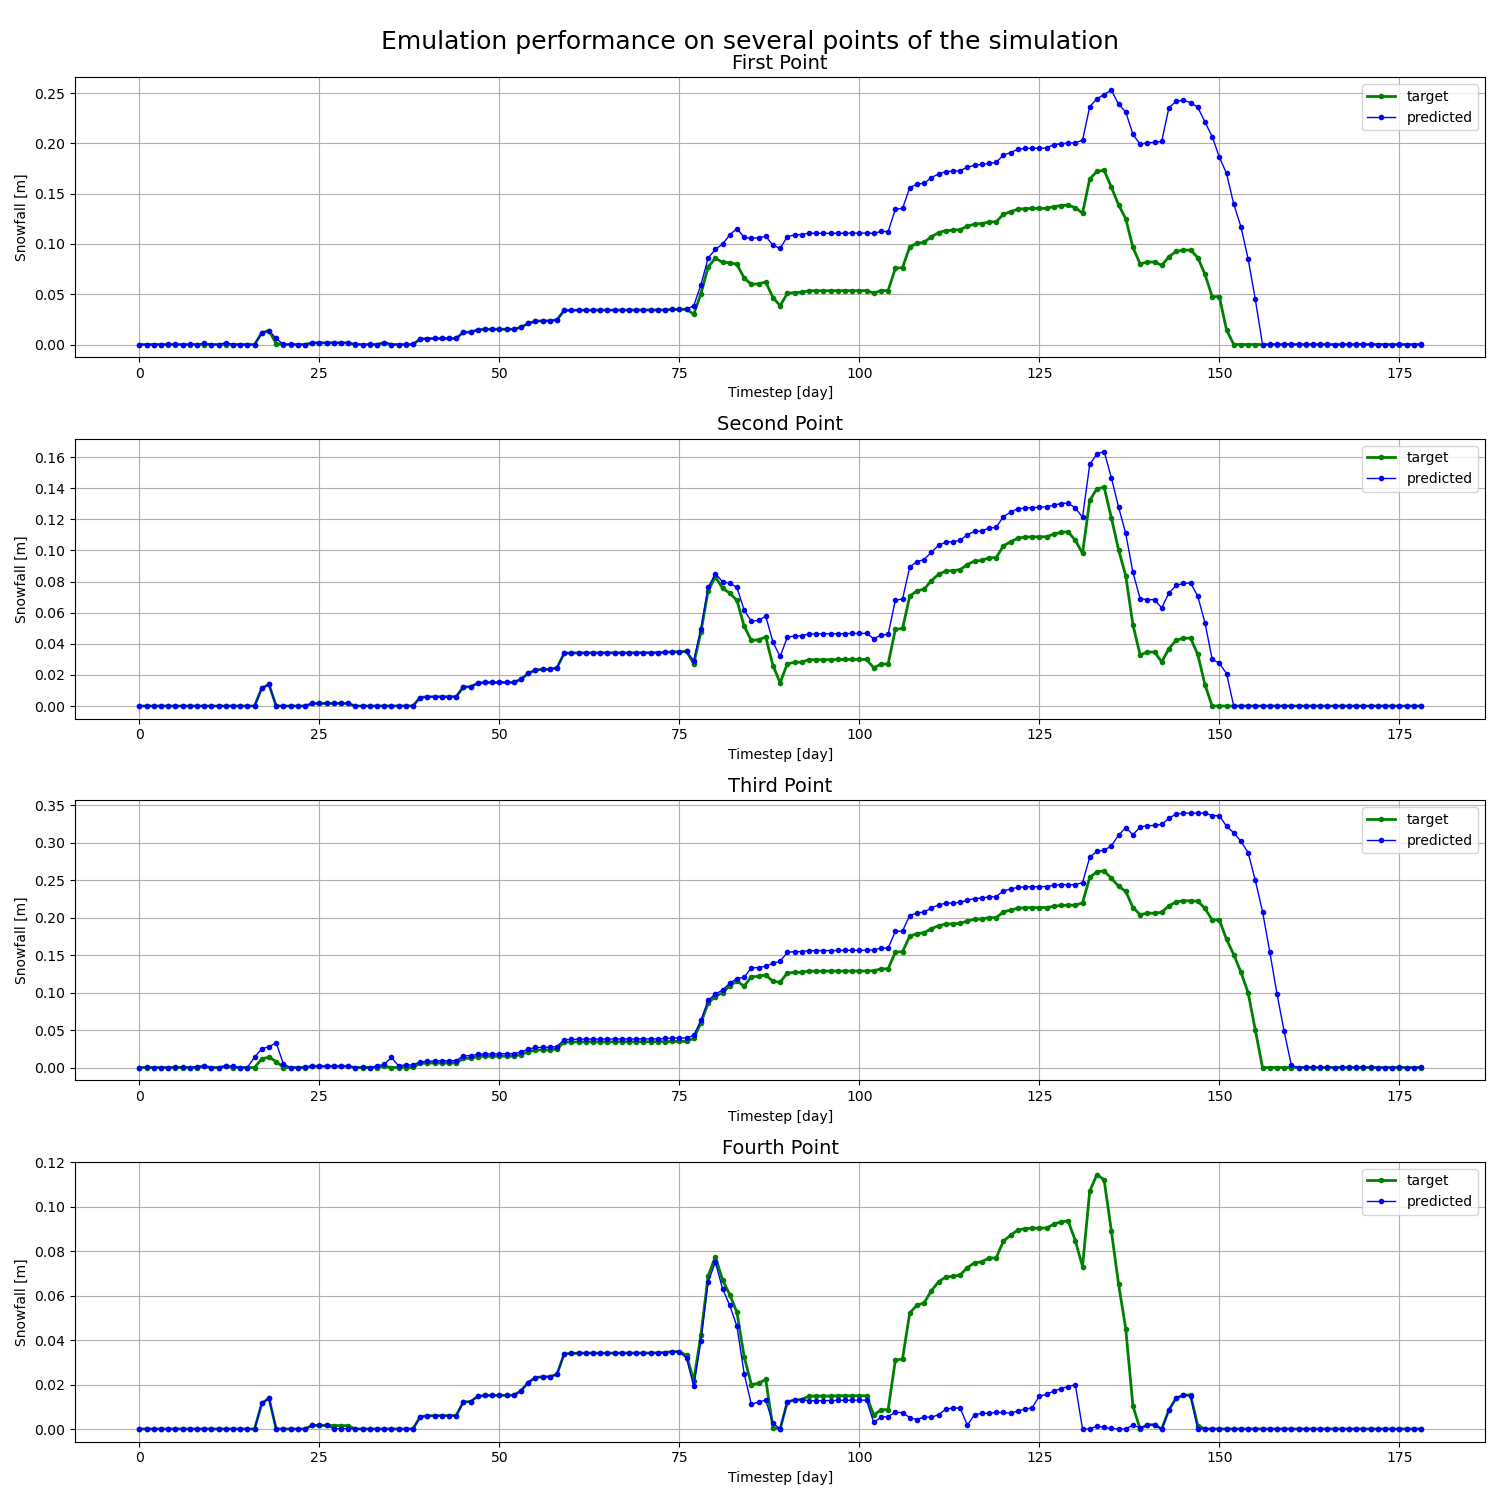 Emulation performance on several points of the simulation
First Point
target
predicted
Snowfall [m]
0.25
0.20
0.15
0.10
0.05
0.00
0 25 50 75 100 125 150 175
Timestep [day]
Second Point
target
predicted
Snowfall [m]
0.16
0.14
0.12
0.10
0.08
0.06
0.04
0.02
0.00
0 25 50 75 100 125 150 175
Timestep [day]
Third Point
target
predicted
Snowfall [m]
0.35
0.30
0.25
0.20
0.15
0.10
0.05
0.00
0 25 50 75 100 125 150 175
Timestep [day]
Fourth Point
target
predicted
Snowfall [m]
0.12
0.10
0.08
0.06
0.04
0.02
0.00
0 25 50 75 100 125 150 175
Timestep [day]